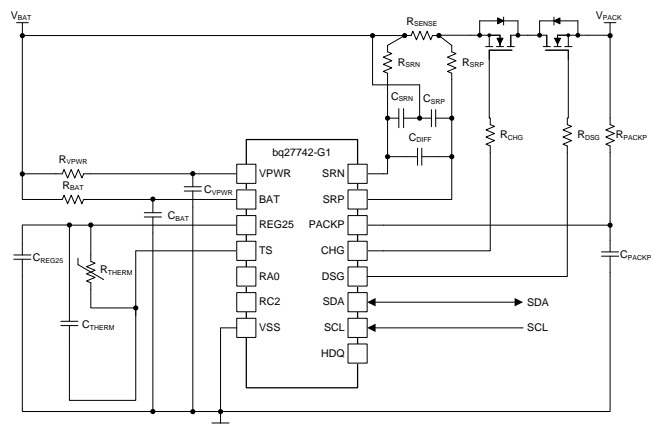 VBAT
RSENSE
VPACK
RSRN
RSRP
CSRN
CSRP
CDIFF
RCHG
RDSG
RPACKP
bq27742-G1
RVPWR
VPWR
SRN
RBAT
CVPWR
BAT
SRP
CBAT
REG25
PACKP
CREG25
RTHERM
TS
CHG
CPACKP
RA0
DSG
CTHERM
RC2
SDA
SDA
VSS
SCL
SCL
HDQ